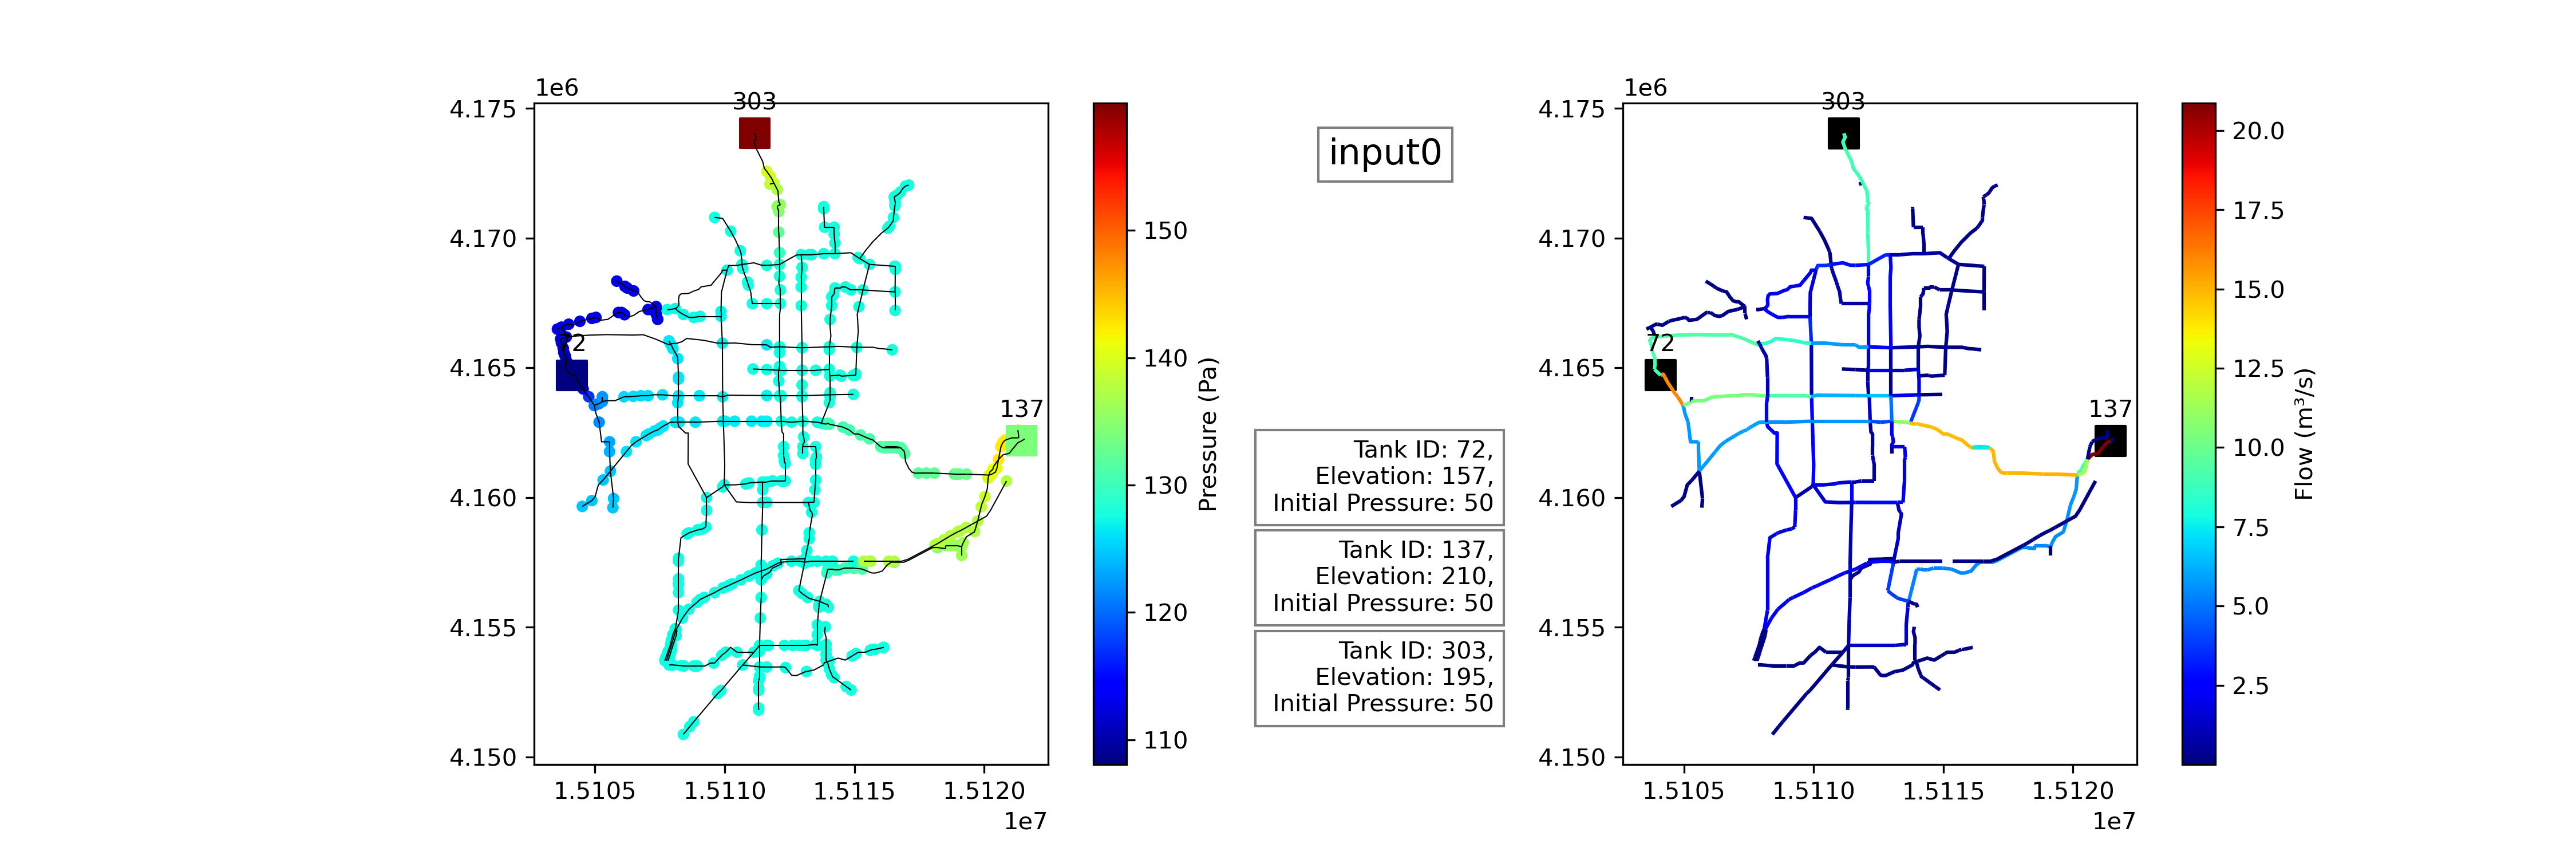 1e6
303
4.175
4.170
4.165
4.160
4.155
4.150
2
137
1.5105
1.5110
1.5115
1.5120
1e7
150
140
130
120
110
Pressure (Pa)
input0
Tank ID: 72,
Elevation: 157,
Initial Pressure: 50
Tank ID: 137,
Elevation: 210,
Initial Pressure: 50
Tank ID: 303,
Elevation: 195,
Initial Pressure: 50
1e6
303
4.175
4.170
4.165
4.160
4.155
4.150
72
137
1.5105
1.5110
1.5115
1.5120
1e7
20.0
17.5
15.0
12.5
10.0
7.5
5.0
2.5
Flow (m³/s)